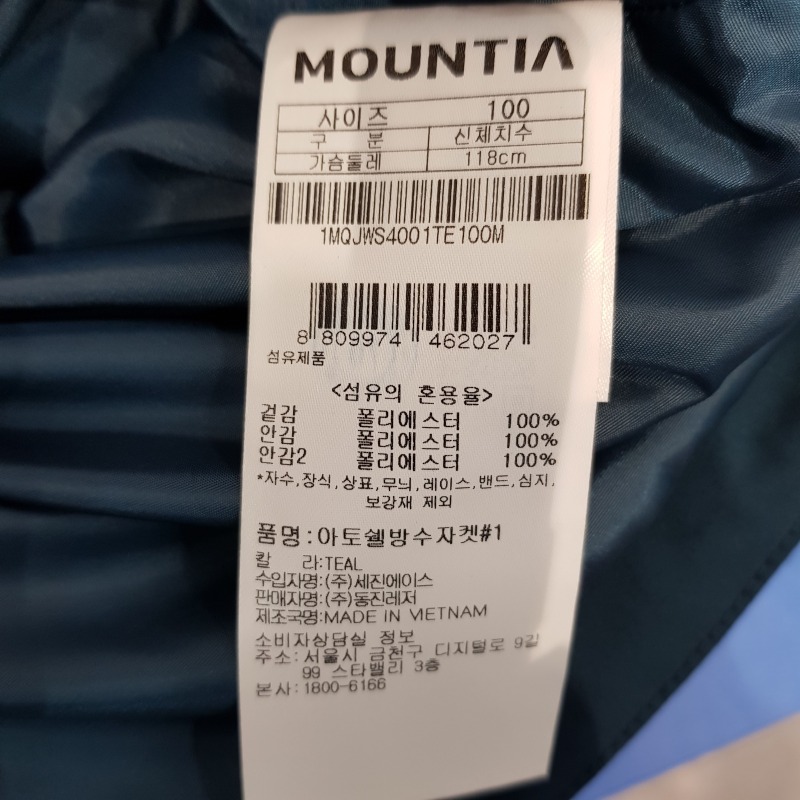 MOUNTIA
사이즈 100
구 분 신체치수
가슴둘레 118cm
1MQJWS4001TE100M
8 809974 462027
섬유제품
<섬유의 혼용율>
겉감 폴리에스터 100%
안감 폴리에스터 100%
안감2 폴리에스터 100%
*자수,장식,상표,무늬,레이스,밴드,심지,
보강재 제외
품명:아토쉘방수자켓#1
칼 라:TEAL
수입자명:(주)세진에이스
판매자명:(주)동진레저
제조국명:MADE IN VIETNAM
소비자상담실 정보
주소:서울시 금천구 디지털로 9길
99 스타밸리 3층
본사:1800-6166